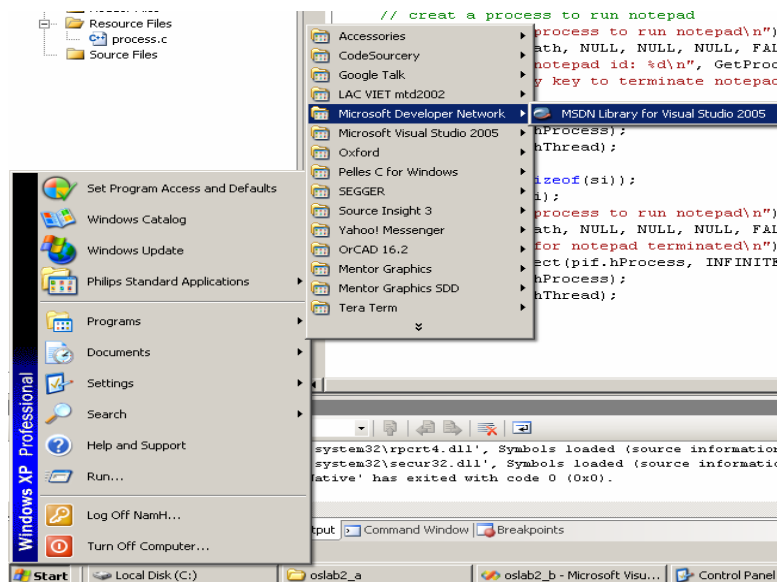 Resource Files
process.c
Source Files
// creat a process to run notepad
process to run notepad\n")
ath, NULL, NULL, NULL, FAL
notepad id: %d\n", GetProc
y key to terminate notepad
hProcess);
hThread);
izeof(si));
i);
process to run notepad\n")
ath, NULL, NULL, NULL, FAL
for notepad terminated\n")
ect(pif.hProcess, INFINITE
hProcess);
hThread);
Accessories
CodeSourcery
Google Talk
LAC VIET mtd2002
Microsoft Developer Network
MSDN Library for Visual Studio 2005
Microsoft Visual Studio 2005
Oxford
Pelles C for Windows
SEGGER
Source Insight 3
Yahoo! Messenger
OrCAD 16.2
Mentor Graphics
Mentor Graphics SDD
Tera Term
Set Program Access and Defaults
Windows Catalog
Windows Update
Philips Standard Applications
Programs
Documents
Settings
Search
Help and Support
Run...
Log Off NamH...
Turn Off Computer...
Windows XP Professional
system32\rpcrt4.dll', Symbols loaded (source information
system32\secur32.dll', Symbols loaded (source informatio
Native' has exited with code 0 (0x0).
tput Command Window Breakpoints
Start Local Disk (C:) oslab2_a oslab2_b - Microsoft Visu... Control Panel